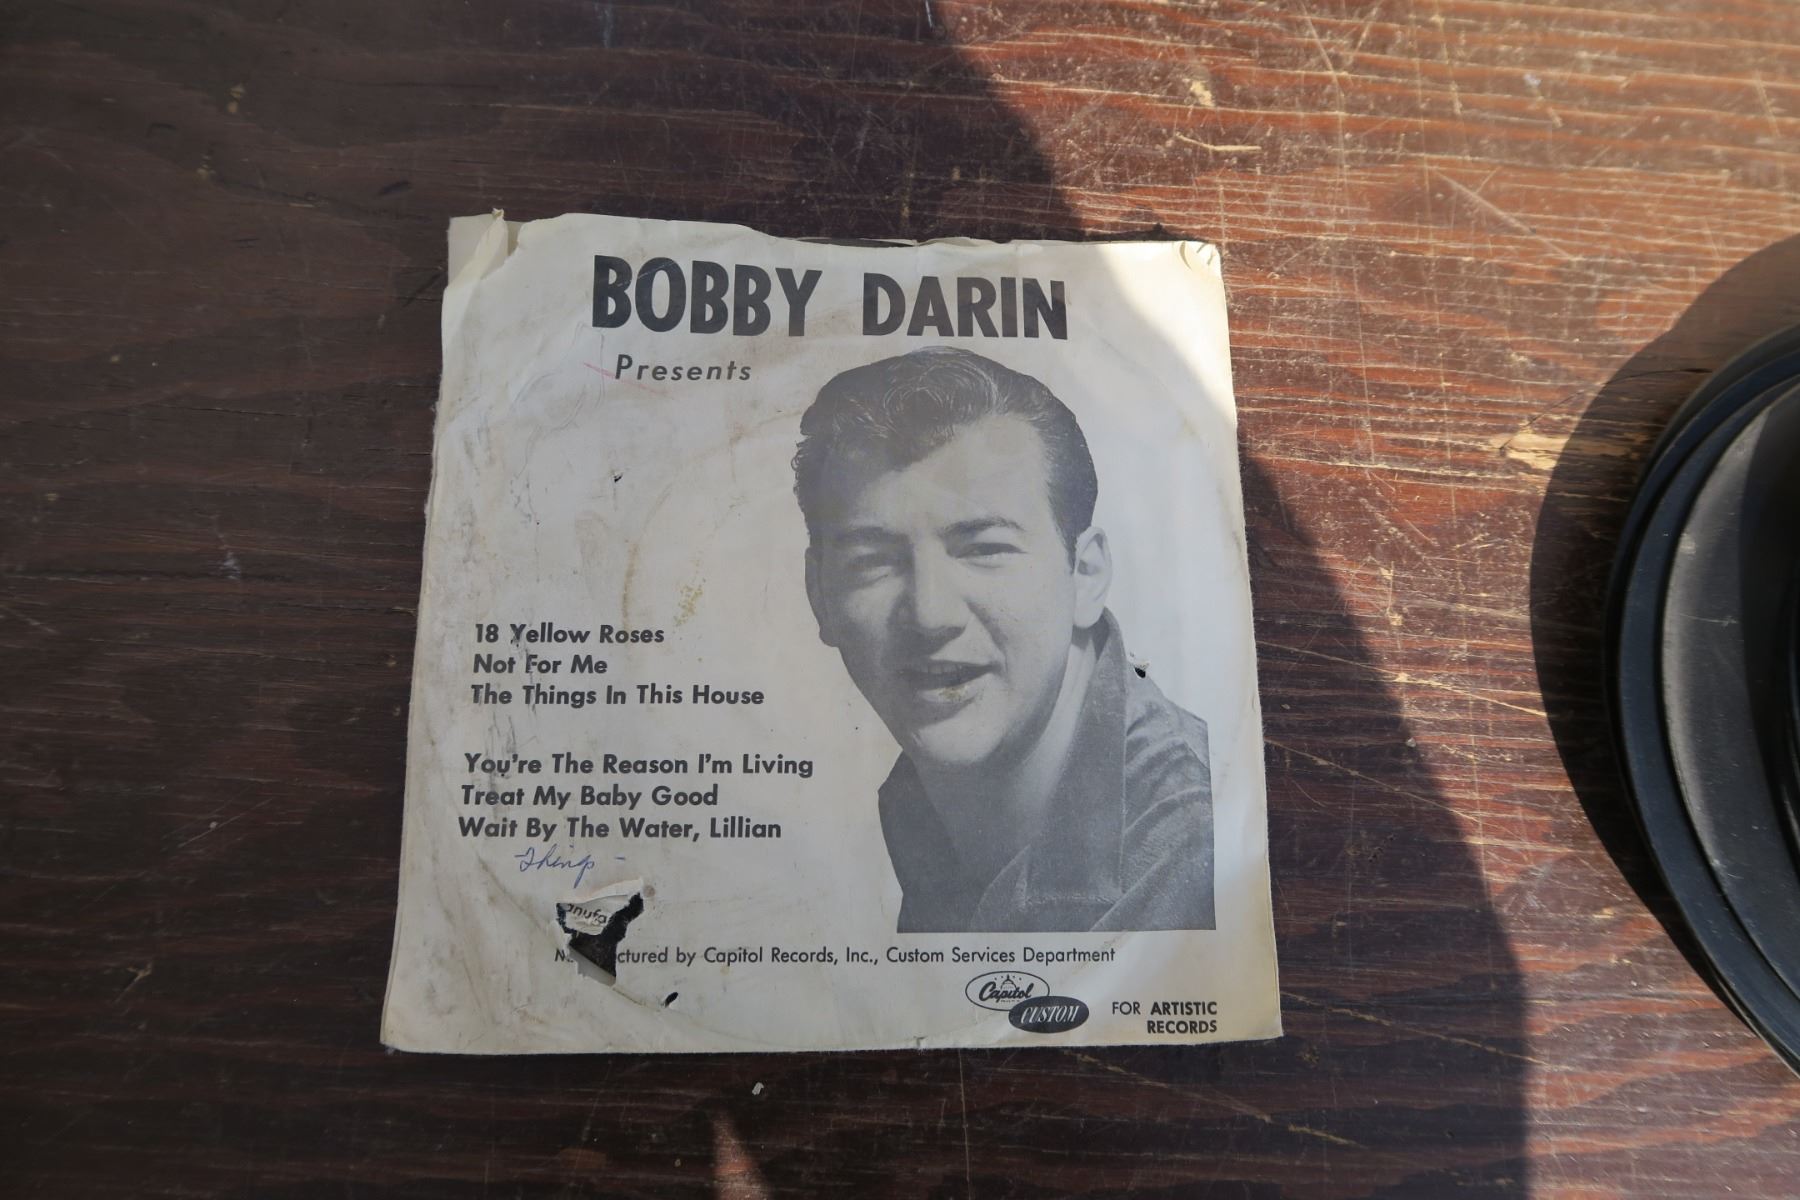 BOBBY DARIN
Presents
18 Yellow Roses
Not For Me
The Things In This House
You're The Reason I'm Living
Treat My Baby Good
Wait By The Water, Lillian
-Things-
anufa
M ctured by Capitol Records, Inc., Custom Services Department
Capitol
CUSTOM
FOR ARTISTIC
RECORDS